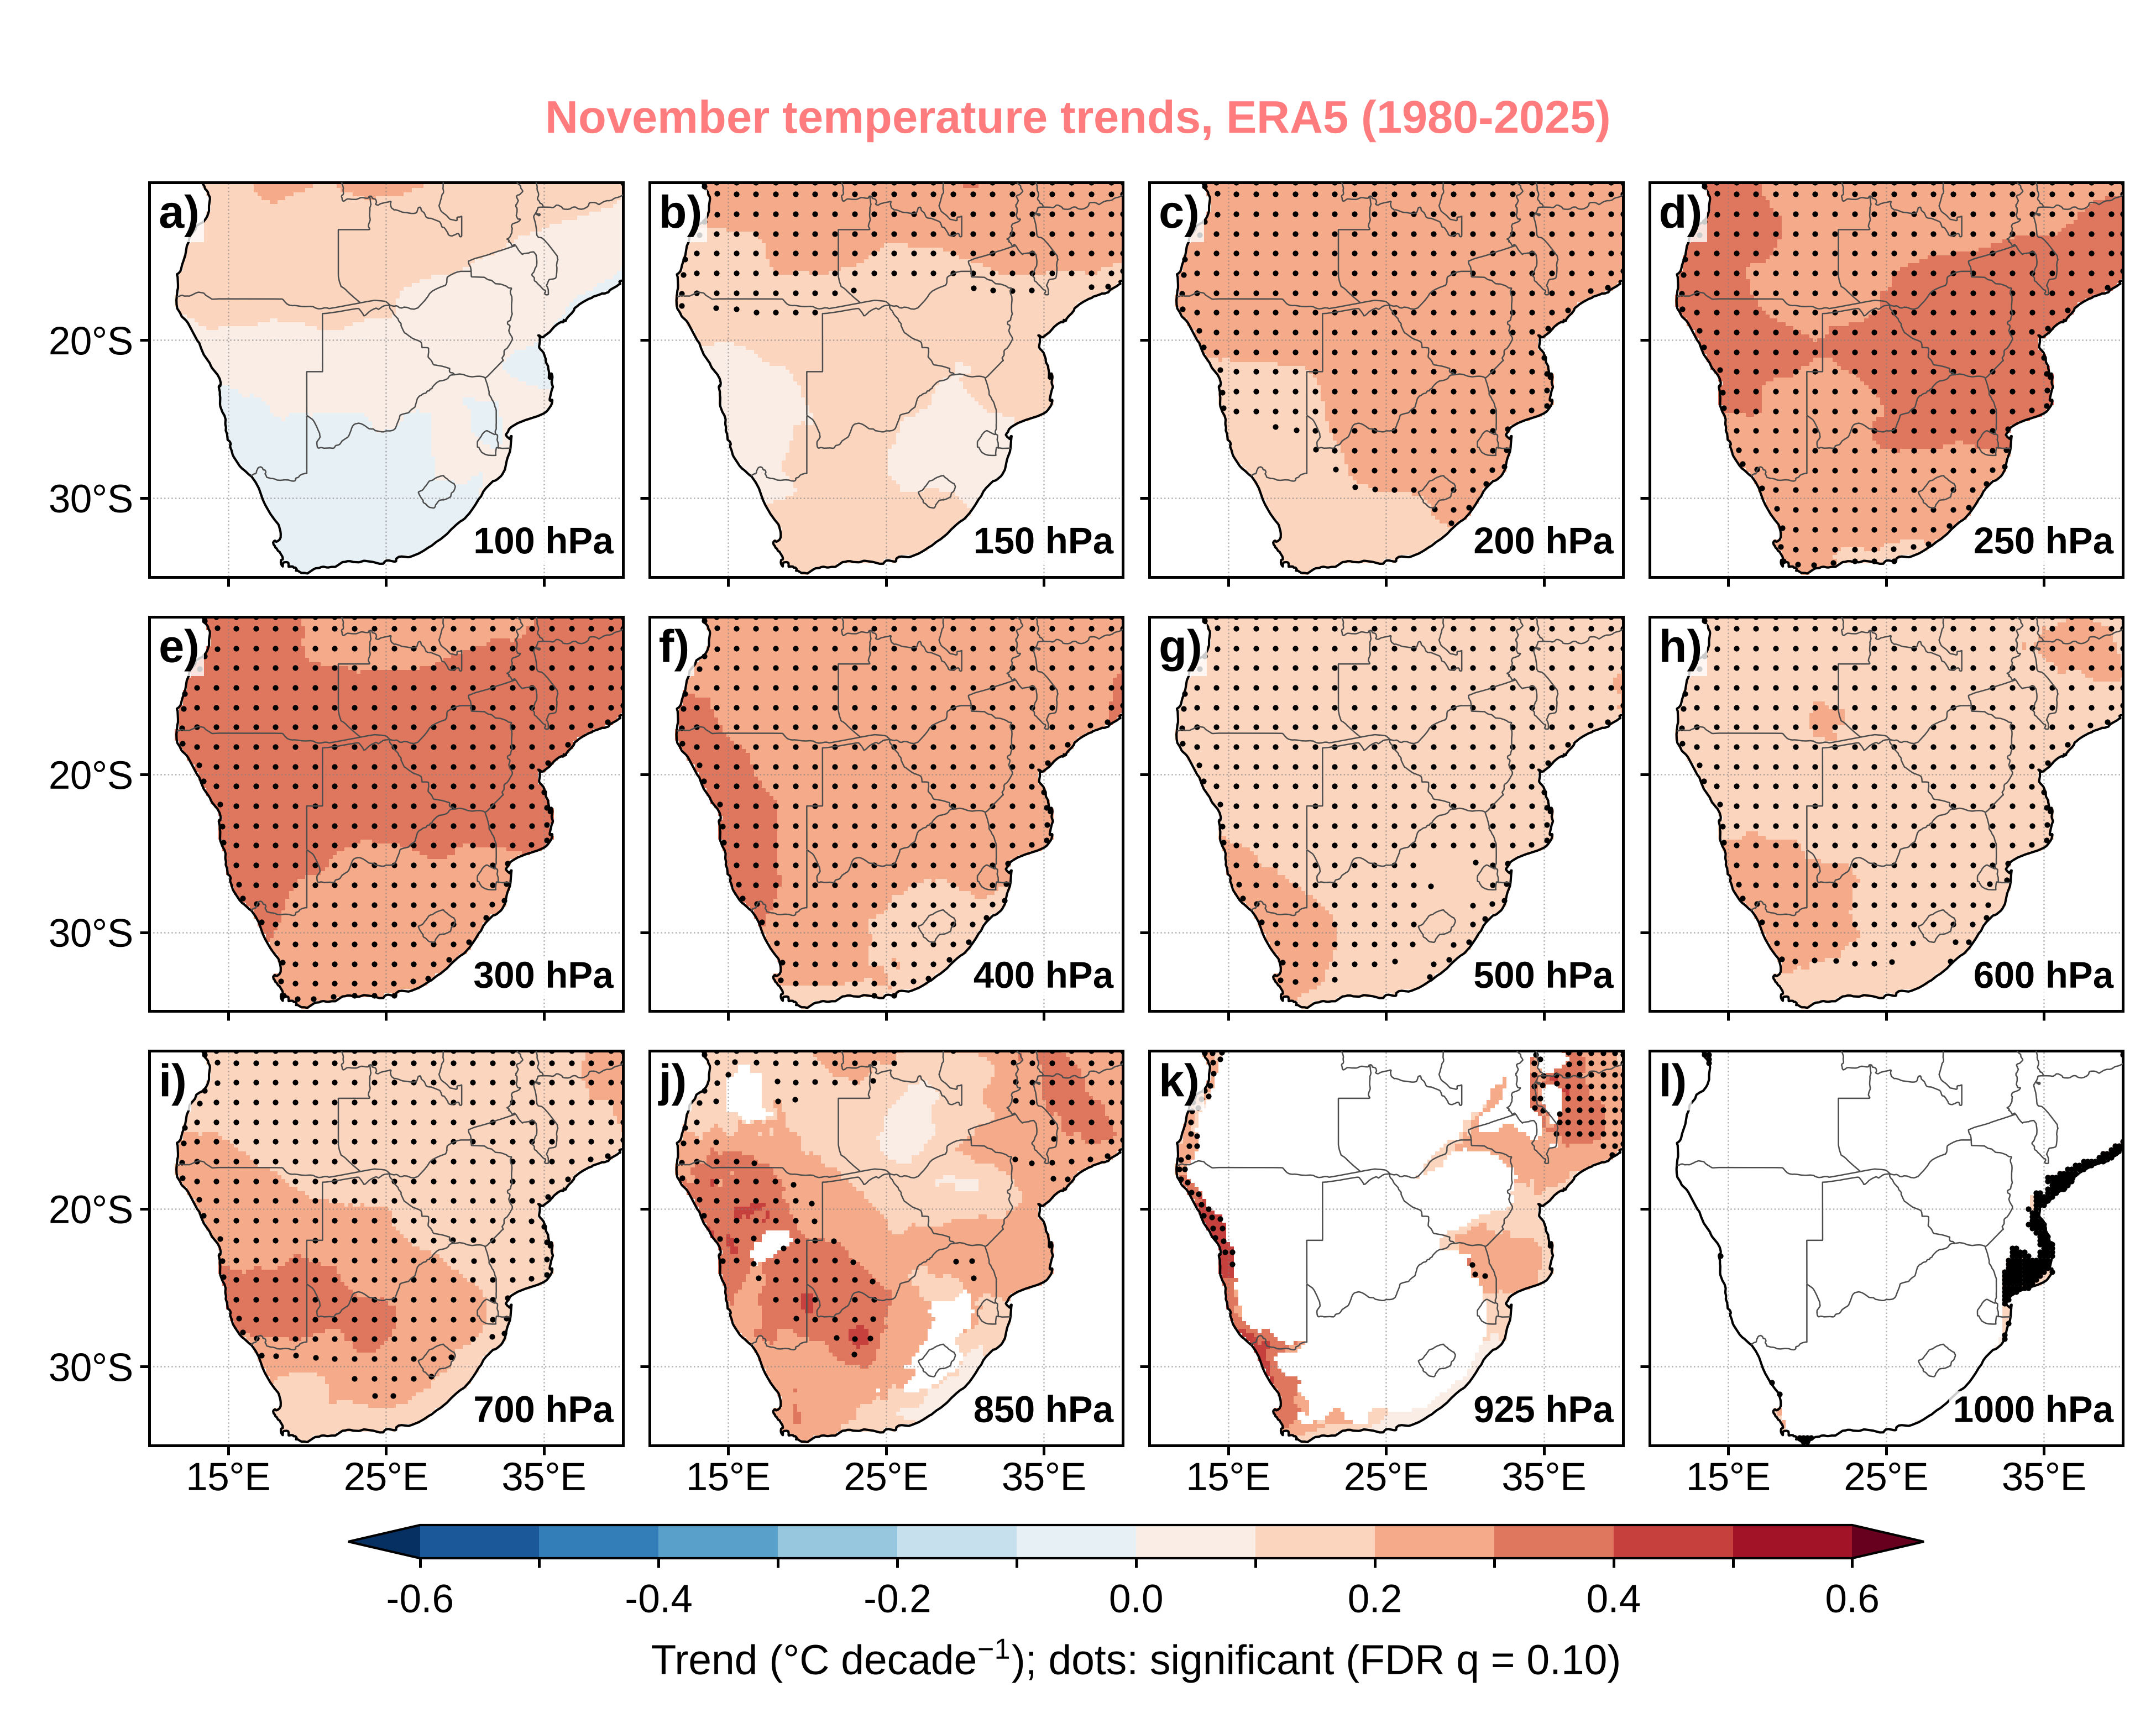 November temperature trends, ERA5 (1980-2025)
a) 100 hPa
b) 150 hPa
c) 200 hPa
d) 250 hPa
20°S
30°S
e) 300 hPa
f) 400 hPa
g) 500 hPa
h) 600 hPa
20°S
30°S
i) 700 hPa
j) 850 hPa
k) 925 hPa
l) 1000 hPa
20°S
30°S
15°E 25°E 35°E 15°E 25°E 35°E 15°E 25°E 35°E 15°E 25°E 35°E
-0.6 -0.4 -0.2 0.0 0.2 0.4 0.6
Trend (°C decade⁻¹); dots: significant (FDR q = 0.10)